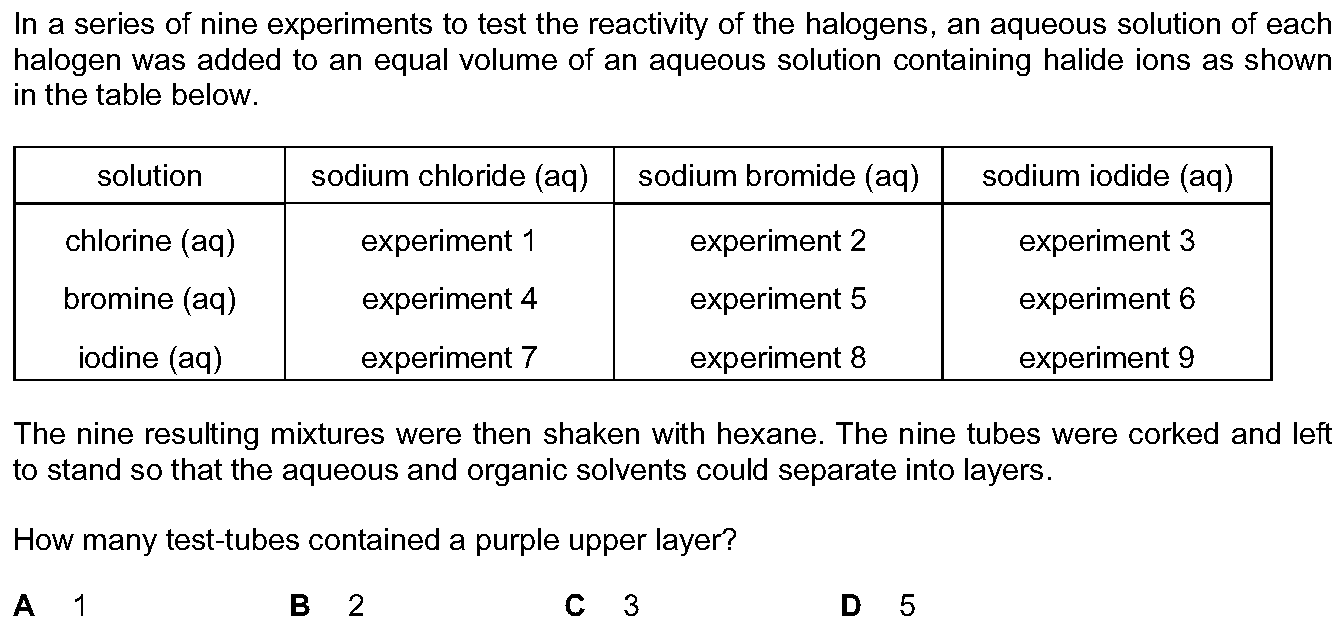 In a series of nine experiments to test the reactivity of the halogens, an aqueous solution of each
halogen was added to an equal volume of an aqueous solution containing halide ions as shown
in the table below.
solution sodium chloride (aq) sodium bromide (aq) sodium iodide (aq)
chlorine (aq) experiment 1 experiment 2 experiment 3
bromine (aq) experiment 4 experiment 5 experiment 6
iodine (aq) experiment 7 experiment 8 experiment 9
The nine resulting mixtures were then shaken with hexane. The nine tubes were corked and left
to stand so that the aqueous and organic solvents could separate into layers.
How many test-tubes contained a purple upper layer?
A 1 B 2 C 3 D 5